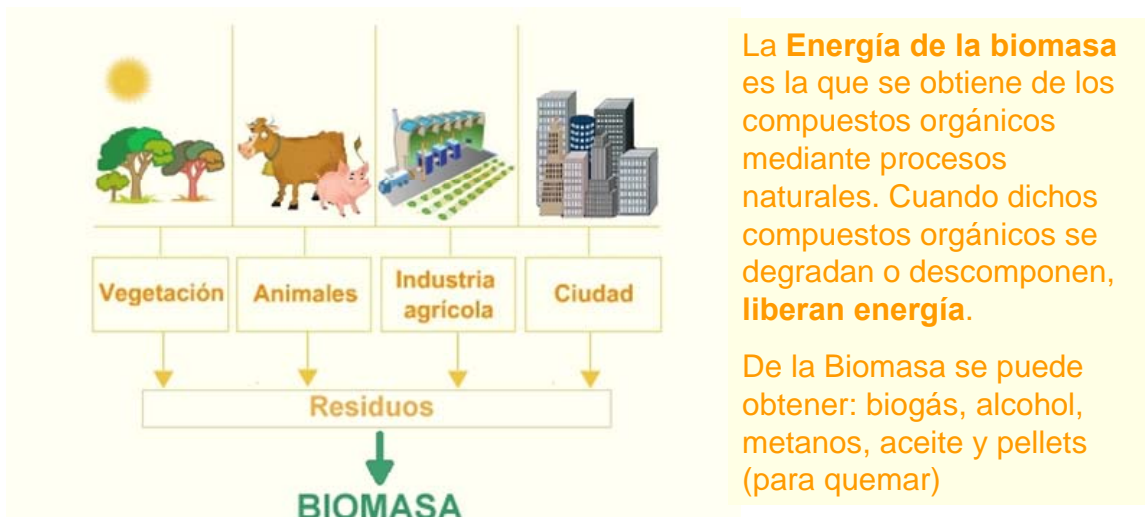 Vegetación
Animales
Industria
agrícola
Ciudad
Residuos
BIOMASA
La Energía de la biomasa
es la que se obtiene de los
compuestos orgánicos
mediante procesos
naturales. Cuando dichos
compuestos orgánicos se
degradan o descomponen,
liberan energía.
De la Biomasa se puede
obtener: biogás, alcohol,
metanos, aceite y pellets
(para quemar)